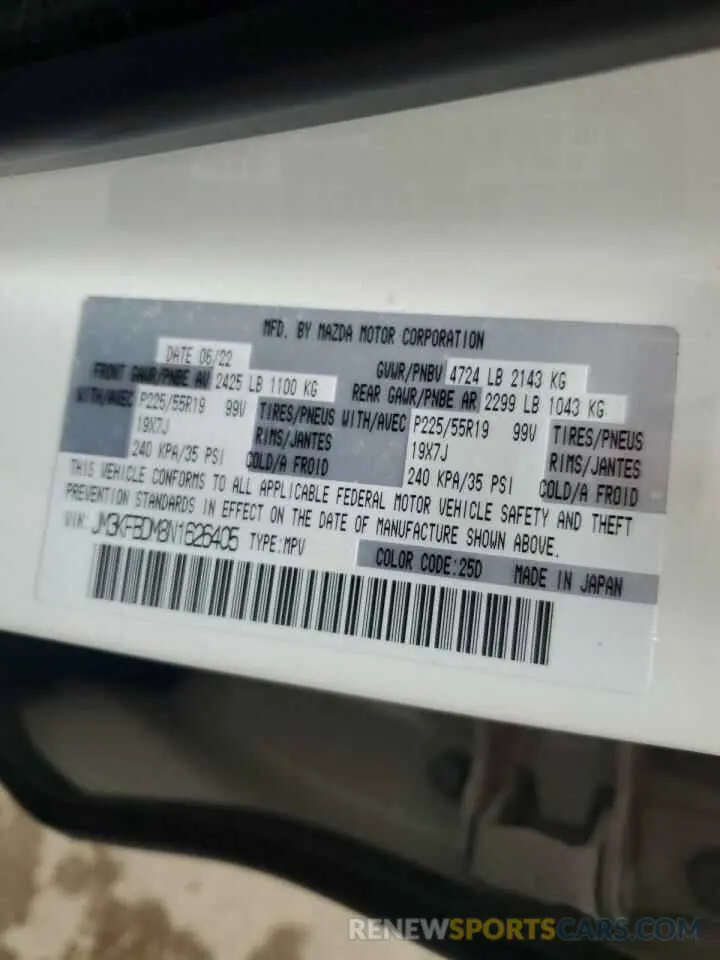 MFD. BY MAZDA MOTOR CORPORATION
DATE 06/22
GVWR/PNBV 4724 LB 2143 KG
FRONT GAWR/PNBE AV 2425 LB 1100 KG
REAR GAWR/PNBE AR 2299 LB 1043 KG
WITH/AVEC P225/55R19 99V TIRES/PNEUS
19X7J RIMS/JANTES
240 KPA/35 PSI COLD/A FROID
WITH/AVEC P225/55R19 99V TIRES/PNEUS
19X7J RIMS/JANTES
240 KPA/35 PSI COLD/A FROID
THIS VEHICLE CONFORMS TO ALL APPLICABLE FEDERAL MOTOR VEHICLE SAFETY AND THEFT
PREVENTION STANDARDS IN EFFECT ON THE DATE OF MANUFACTURE SHOWN ABOVE.
VIN: JM3KFBDM8N1626405 TYPE:MPV
COLOR CODE:25D MADE IN JAPAN
RENEWSPORTSCARS.COM